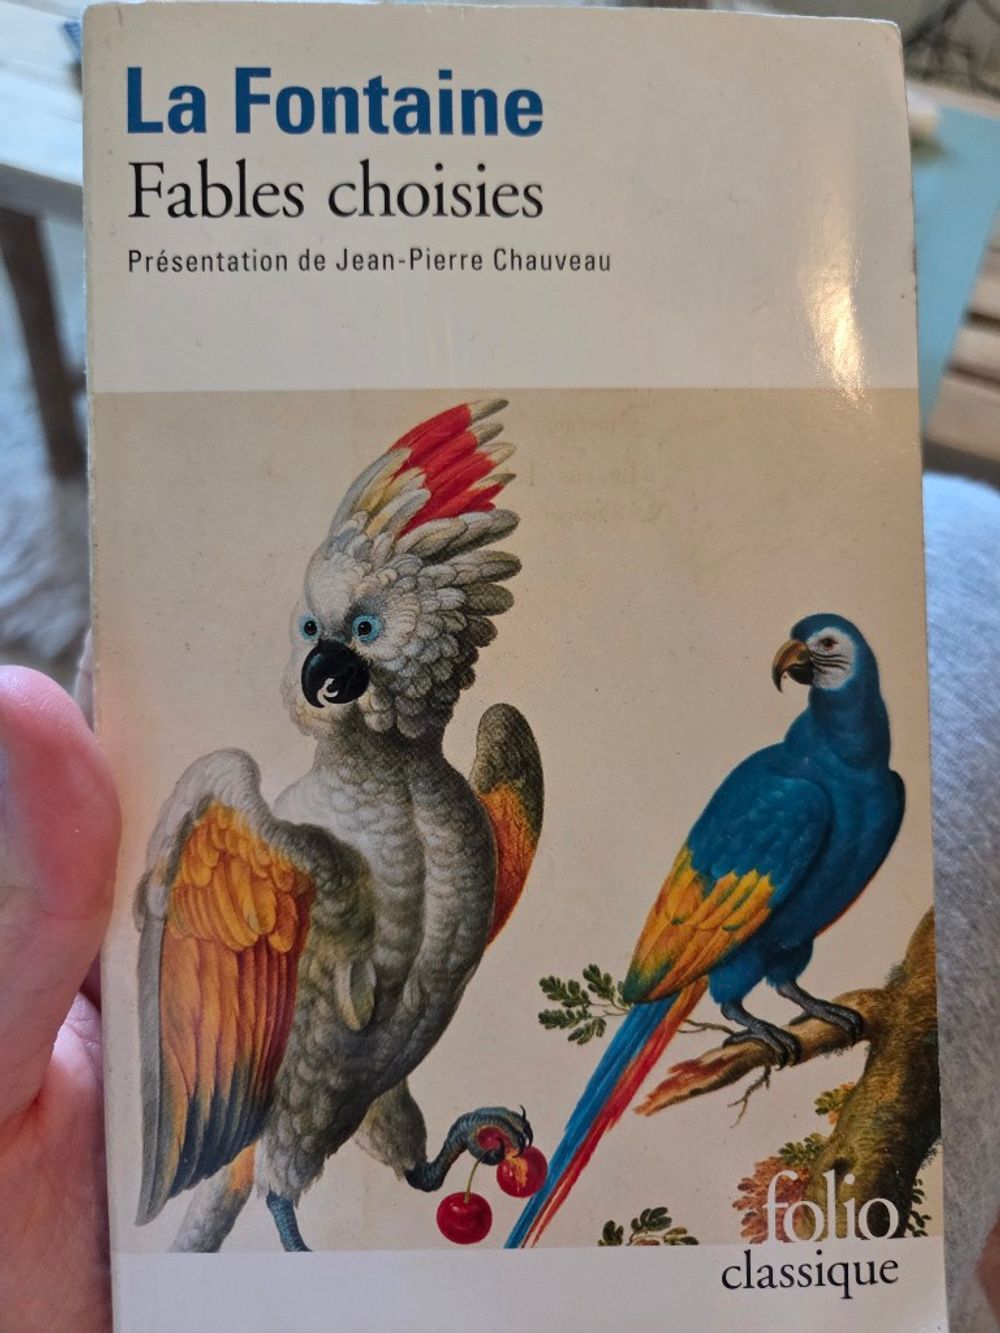 La Fontaine
Fables choisies
Présentation de Jean-Pierre Chauveau
folio
classique